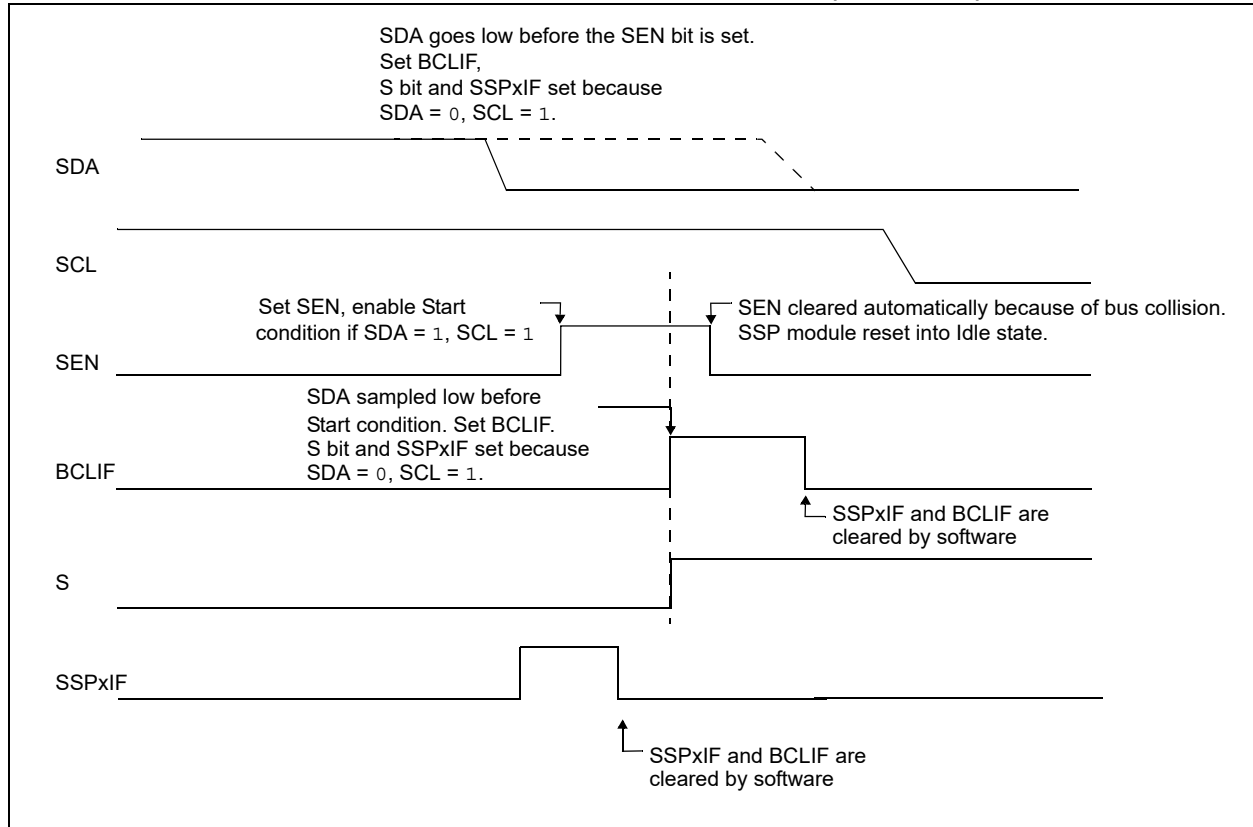 SDA goes low before the SEN bit is set.
Set BCLIF,
S bit and SSPxIF set because
SDA = 0, SCL = 1.
SDA
SCL
Set SEN, enable Start
condition if SDA = 1, SCL = 1
SEN cleared automatically because of bus collision.
SSP module reset into Idle state.
SEN
SDA sampled low before
Start condition. Set BCLIF.
S bit and SSPxIF set because
SDA = 0, SCL = 1.
BCLIF
SSPxIF and BCLIF are
cleared by software
S
SSPxIF
SSPxIF and BCLIF are
cleared by software